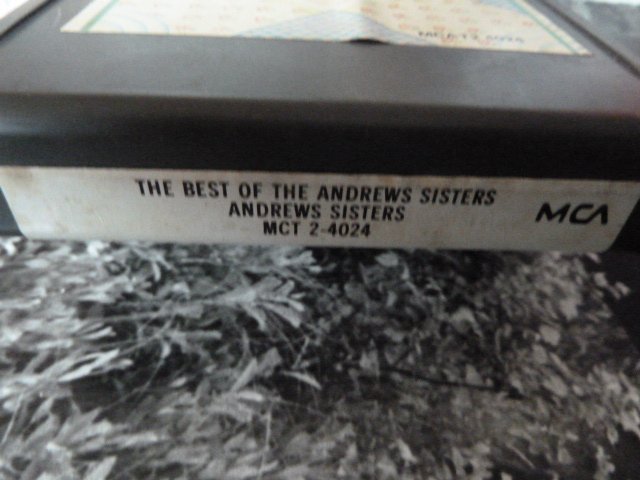 THE BEST OF THE ANDREWS SISTERS
ANDREWS SISTERS
MCT 2-4024
MCA